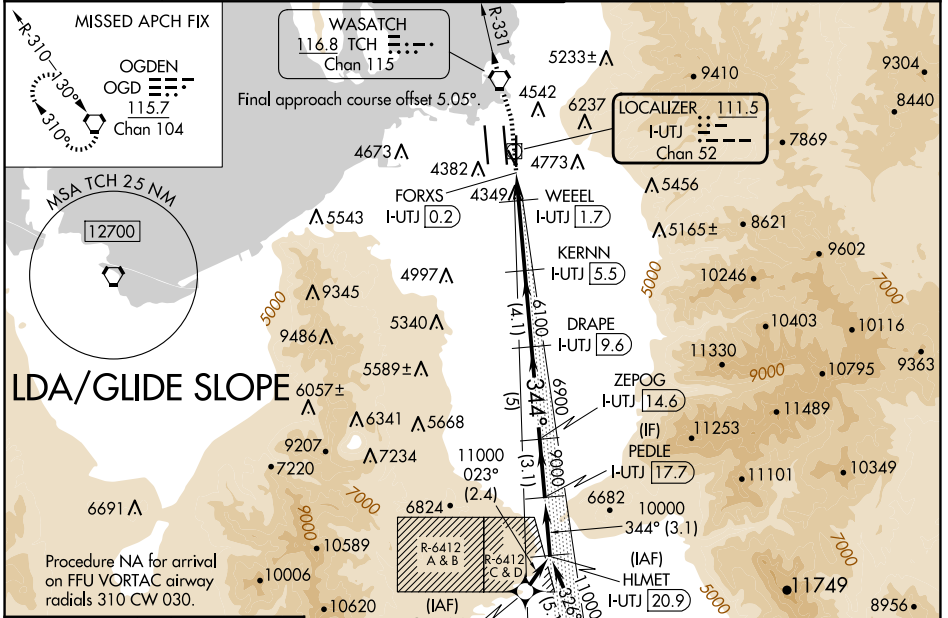 MISSED APCH FIX
R-310
130°
310°
OGDEN
OGD
115.7
Chan 104
WASATCH
116.8 TCH
Chan 115
R-331
Final approach course offset 5.05°.
5233±
4542
6237
LOCALIZER 111.5
I-UTJ
Chan 52
9410
9304
8440
7869
4673
4382
4773
4349
5456
FORXS
I-UTJ 0.2
WEEEL
I-UTJ 1.7
MSA TCH 25 NM
12700
5543
5165±
8621
9602
KERNN
I-UTJ 5.5
4997
5000
7000
10246
5000
9345
9486
5340
(4.1)
6100
DRAPE
I-UTJ 9.6
10403
10116
11330
9363
5589±
9000
10795
LDA/GLIDE SLOPE
6057±
(5)
344°
6900
ZEPOG
I-UTJ 14.6
11489
6341
5668
(IF)
11253
9207
7220
7234
11000
023°
(2.4)
(3.1)
9000
PEDLE
I-UTJ 17.7
11101
10349
7000
6691
6824
6682
10000
344° (3.1)
9000
R-6412
A & B
R-6412
C & D
10589
7000
Procedure NA for arrival
on FFU VORTAC airway
radials 310 CW 030.
10006
(IAF)
HLMET
I-UTJ 20.9
(IAF)
326°
11000
5000
11749
10620
8956